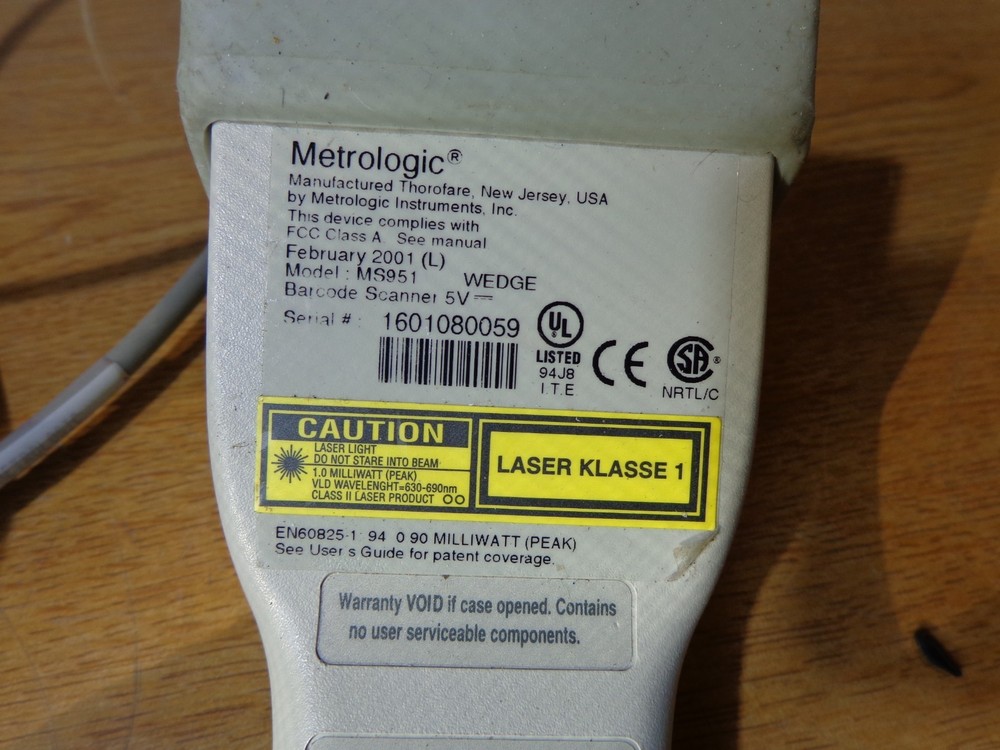 Metrologic®
Manufactured Thorofare, New Jersey, USA
by Metrologic Instruments, Inc.
This device complies with
FCC Class A. See manual
February 2001 (L)
Model : MS951 WEDGE
Barcode Scanner 5V ⎓
Serial # : 1601080059
UL
LISTED
94J8
I.T.E
CE
SA®
NRTL/C
CAUTION
LASER LIGHT
DO NOT STARE INTO BEAM
1.0 MILLIWATT (PEAK)
VLD WAVELENGHT=630-690nm
CLASS II LASER PRODUCT
LASER KLASSE 1
EN60825-1: 94 0.90 MILLIWATT (PEAK)
See User's Guide for patent coverage.
Warranty VOID if case opened. Contains
no user serviceable components.